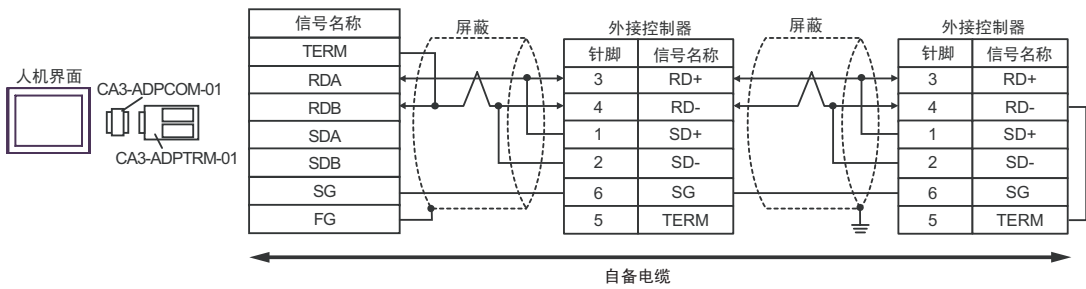 人机界面
CA3-ADPCOM-01
CA3-ADPTRM-01
信号名称
TERM
RDA
RDB
SDA
SDB
SG
FG
屏蔽
外接控制器
针脚 信号名称
3 RD+
4 RD-
1 SD+
2 SD-
6 SG
5 TERM
屏蔽
外接控制器
针脚 信号名称
3 RD+
4 RD-
1 SD+
2 SD-
6 SG
5 TERM
自备电缆